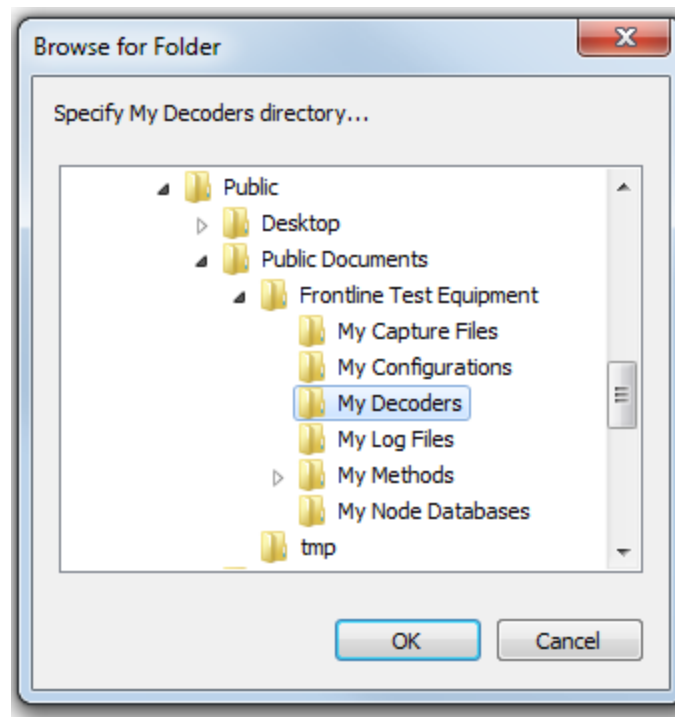 Browse for Folder
Specify My Decoders directory...
Public
Desktop
Public Documents
Frontline Test Equipment
My Capture Files
My Configurations
My Decoders
My Log Files
My Methods
My Node Databases
tmp
OK Cancel